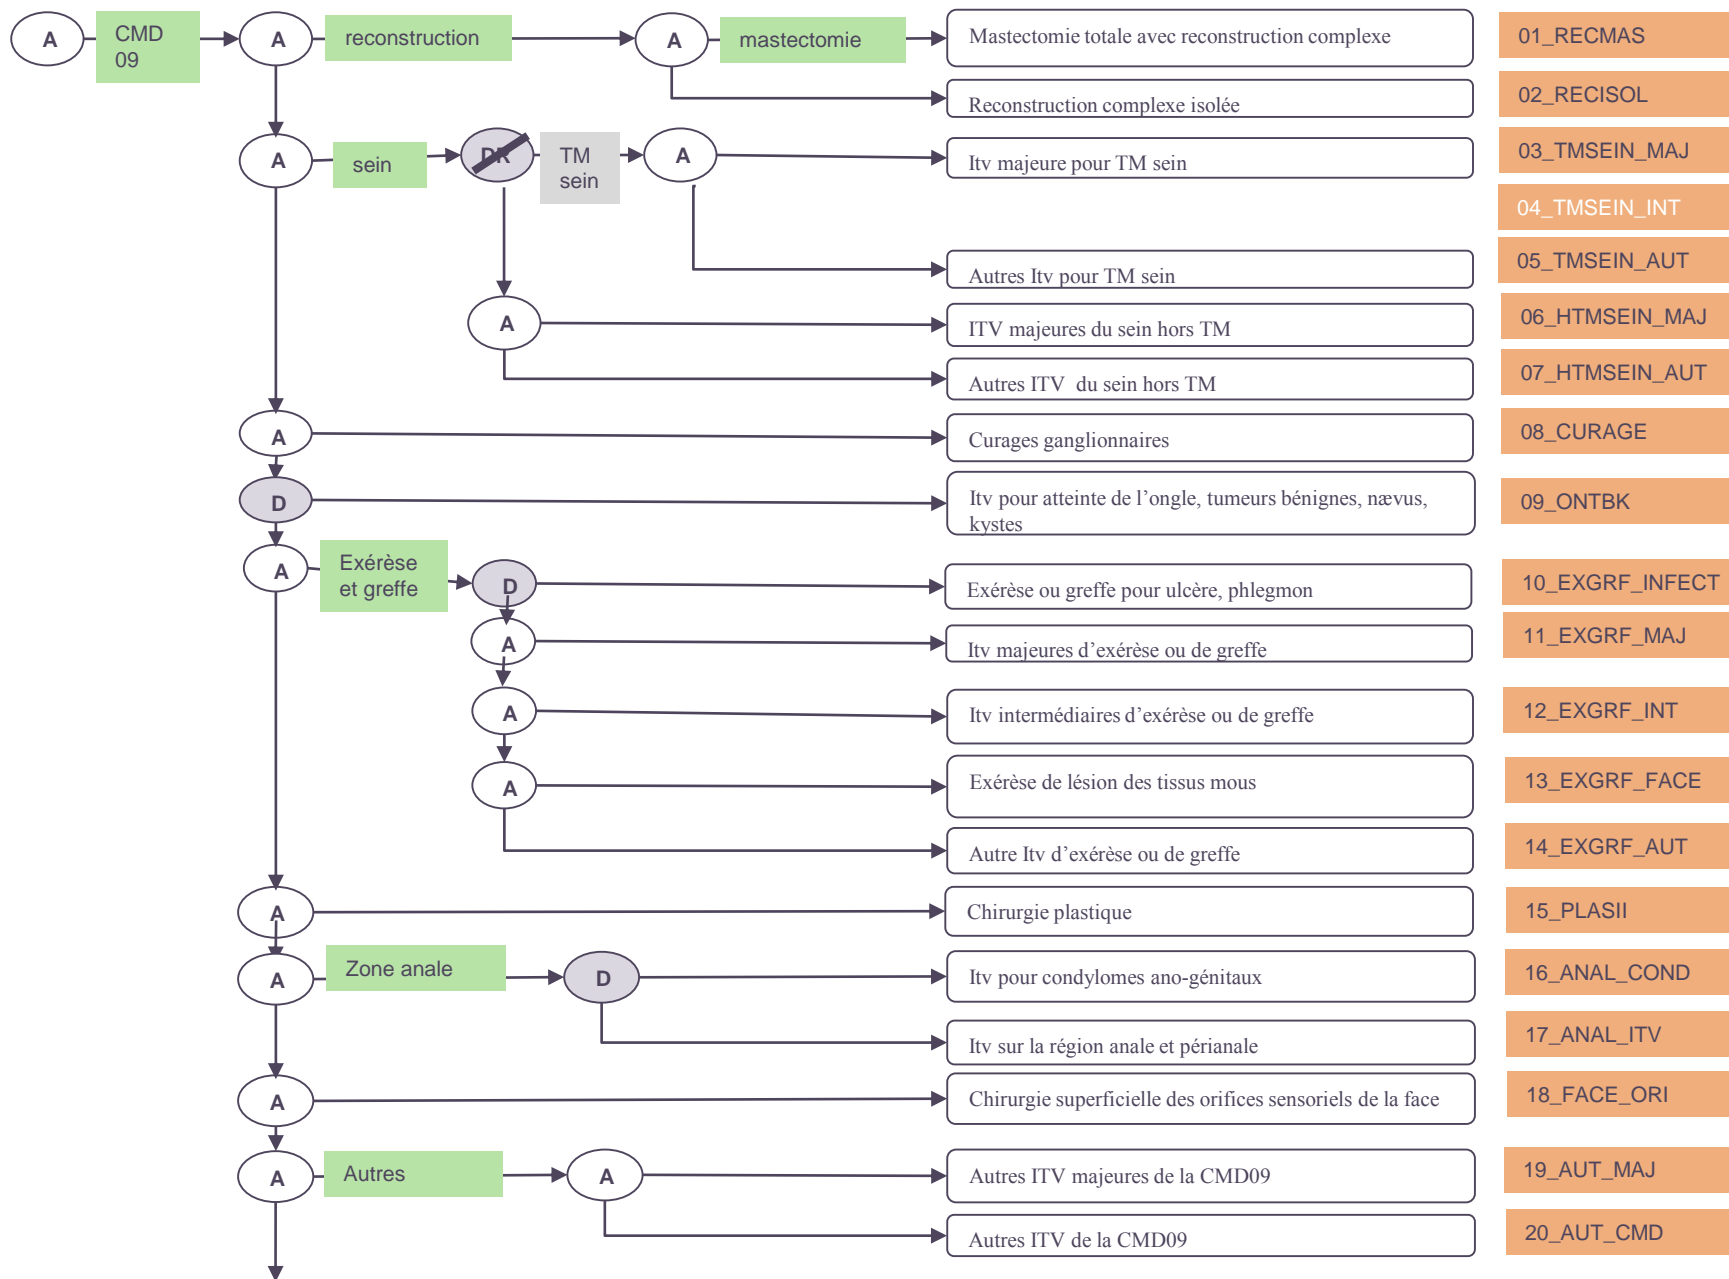 A
CMD
09
A
reconstruction
A
mastectomie
Mastectomie totale avec reconstruction complexe
01_RECMAS
Reconstruction complexe isolée
02_RECISOL
A
sein
DR
TM
sein
A
Itv majeure pour TM sein
03_TMSEIN_MAJ
04_TMSEIN_INT
Autres Itv pour TM sein
05_TMSEIN_AUT
A
ITV majeures du sein hors TM
06_HTMSEIN_MAJ
Autres ITV  du sein hors TM
07_HTMSEIN_AUT
A
Curages ganglionnaires
08_CURAGE
D
Itv pour atteinte de l’ongle, tumeurs bénignes, nævus,
kystes
09_ONTBK
A
Exérèse
et greffe
D
Exérèse ou greffe pour ulcère, phlegmon
10_EXGRF_INFECT
A
Itv majeures d’exérèse ou de greffe
11_EXGRF_MAJ
A
Itv intermédiaires d’exérèse ou de greffe
12_EXGRF_INT
A
Exérèse de lésion des tissus mous
13_EXGRF_FACE
Autre Itv d’exérèse ou de greffe
14_EXGRF_AUT
A
Chirurgie plastique
15_PLASII
A
Zone anale
D
Itv pour condylomes ano-génitaux
16_ANAL_COND
Itv sur la région anale et périanale
17_ANAL_ITV
A
Chirurgie superficielle des orifices sensoriels de la face
18_FACE_ORI
A
Autres
A
Autres ITV majeures de la CMD09
19_AUT_MAJ
Autres ITV de la CMD09
20_AUT_CMD